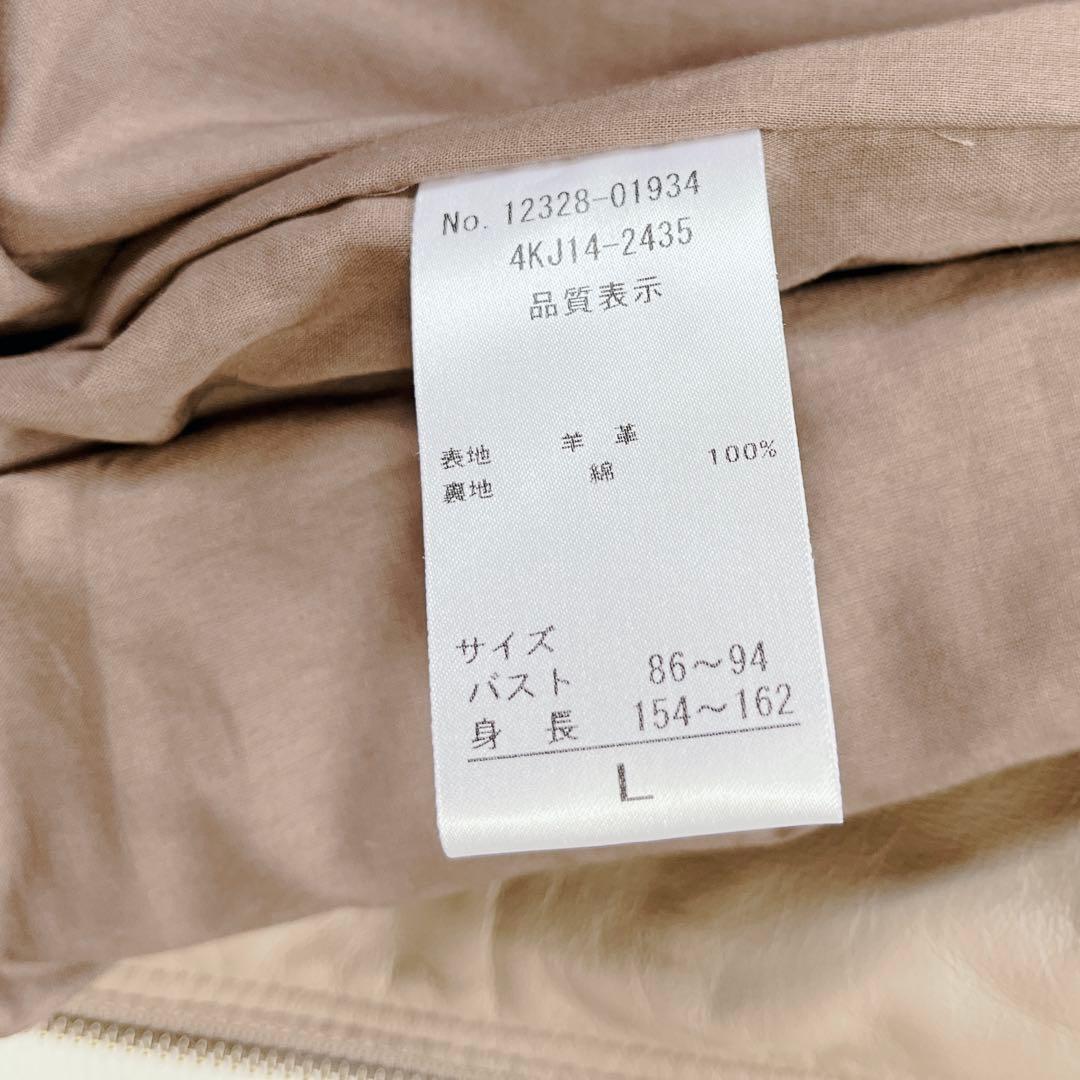 No. 12328-01934
4KJ14-2435
品質表示
表地 羊 革
裏地 綿 100%
サイズ
バスト 86～94
身 長 154～162
L